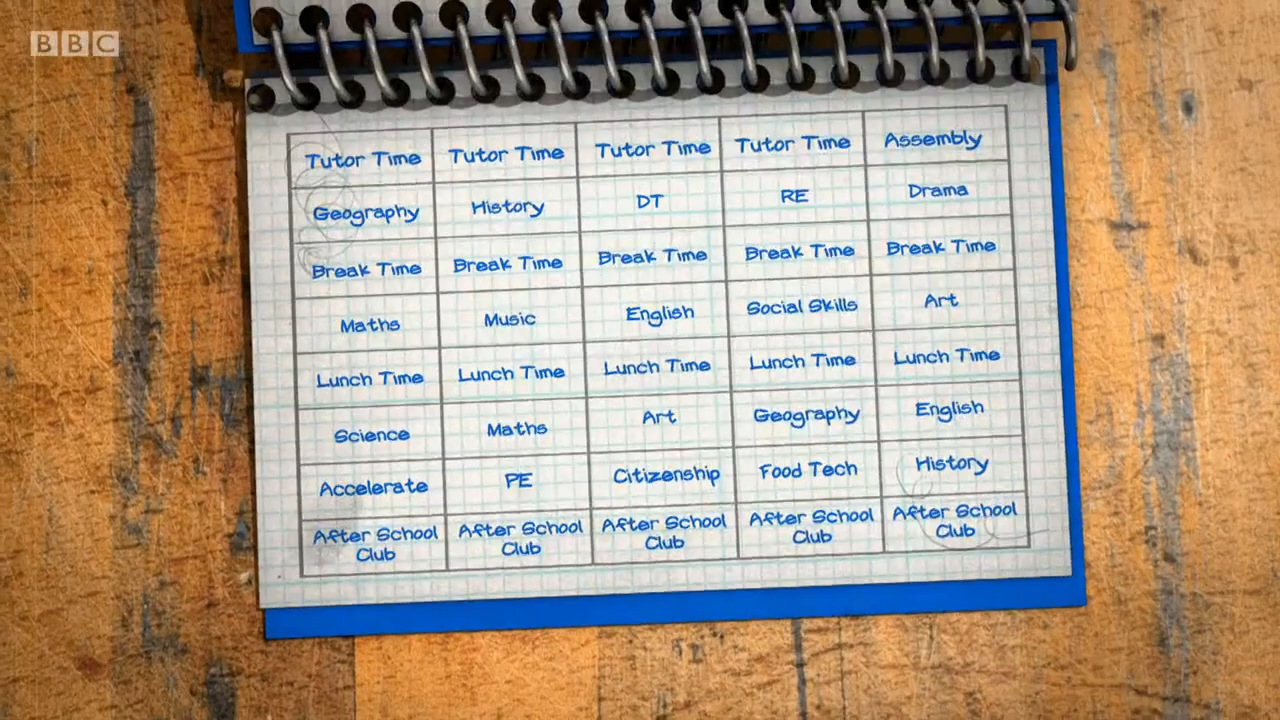 BBC
Tutor Time Tutor Time Tutor Time Tutor Time Assembly
Geography History DT RE Drama
Break Time Break Time Break Time Break Time Break Time
Maths Music English Social Skills Art
Lunch Time Lunch Time Lunch Time Lunch Time Lunch Time
Science Maths Art Geography English
Accelerate PE Citizenship Food Tech History
After School After School After School After School After School
Club Club Club Club Club